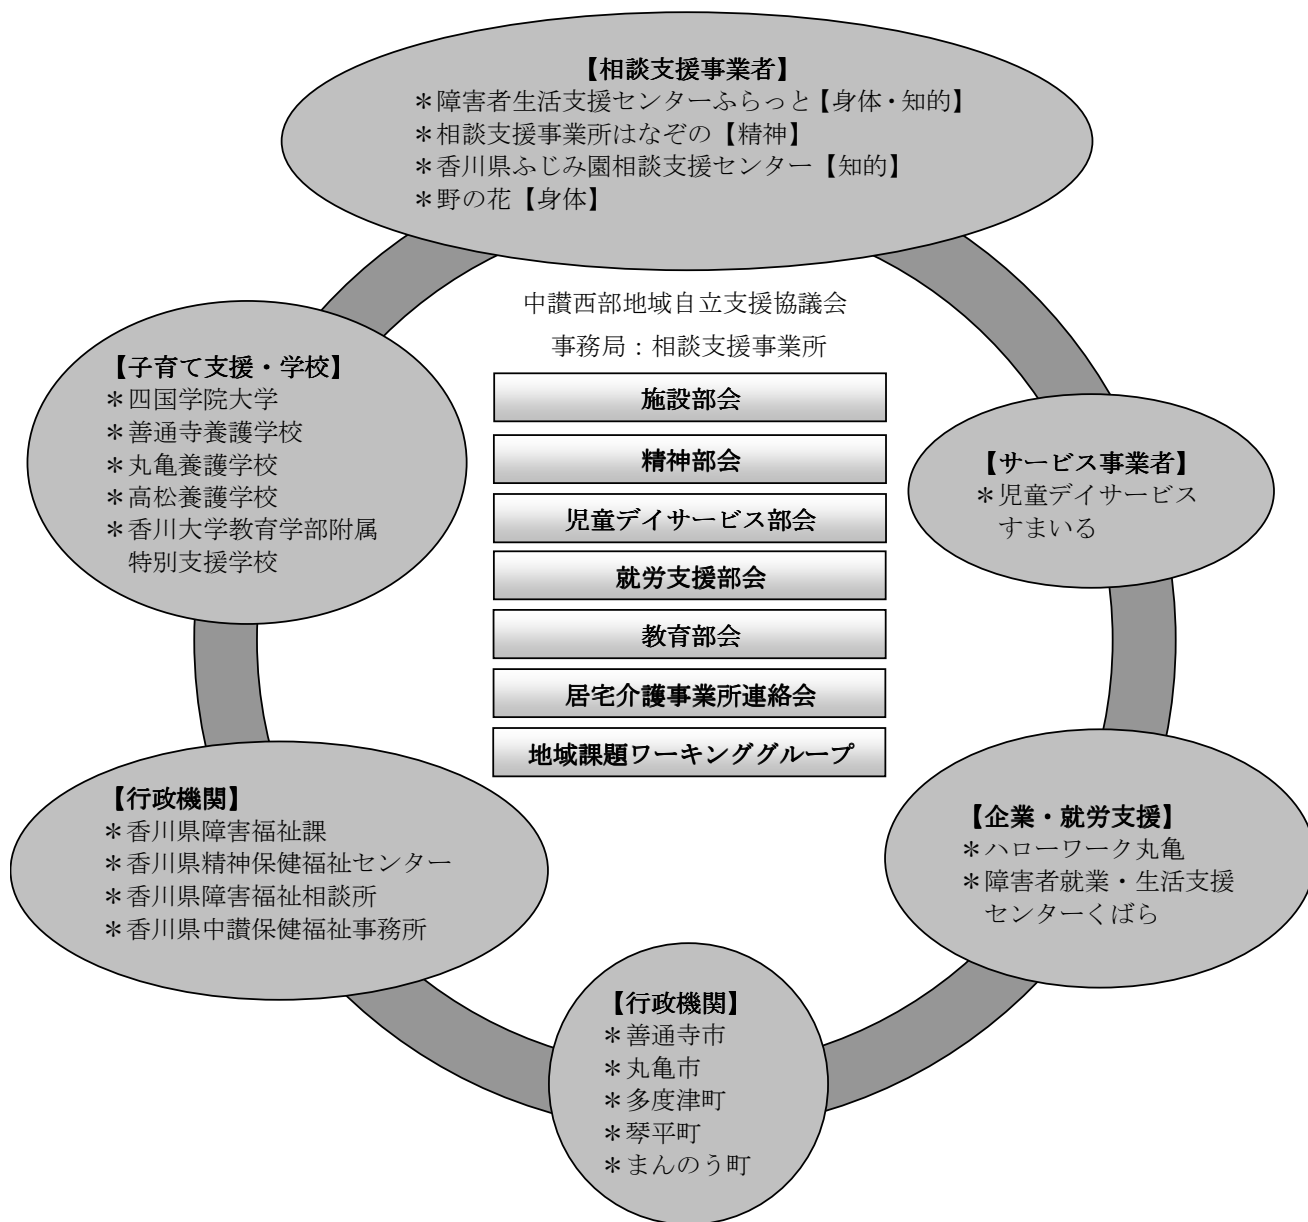 【相談支援事業者】
＊障害者生活支援センターふらっと【身体・知的】
＊相談支援事業所はなぞの【精神】
＊香川県ふじみ園相談支援センター【知的】
＊野の花【身体】
中讃西部地域自立支援協議会
事務局：相談支援事業所
施設部会
精神部会
児童デイサービス部会
就労支援部会
教育部会
居宅介護事業所連絡会
地域課題ワーキンググループ
【子育て支援・学校】
＊四国学院大学
＊善通寺養護学校
＊丸亀養護学校
＊高松養護学校
＊香川大学教育学部附属
特別支援学校
【サービス事業者】
＊児童デイサービス
すまいる
【行政機関】
＊香川県障害福祉課
＊香川県精神保健福祉センター
＊香川県障害福祉相談所
＊香川県中讃保健福祉事務所
【企業・就労支援】
＊ハローワーク丸亀
＊障害者就業・生活支援
センターくばら
【行政機関】
＊善通寺市
＊丸亀市
＊多度津町
＊琴平町
＊まんのう町